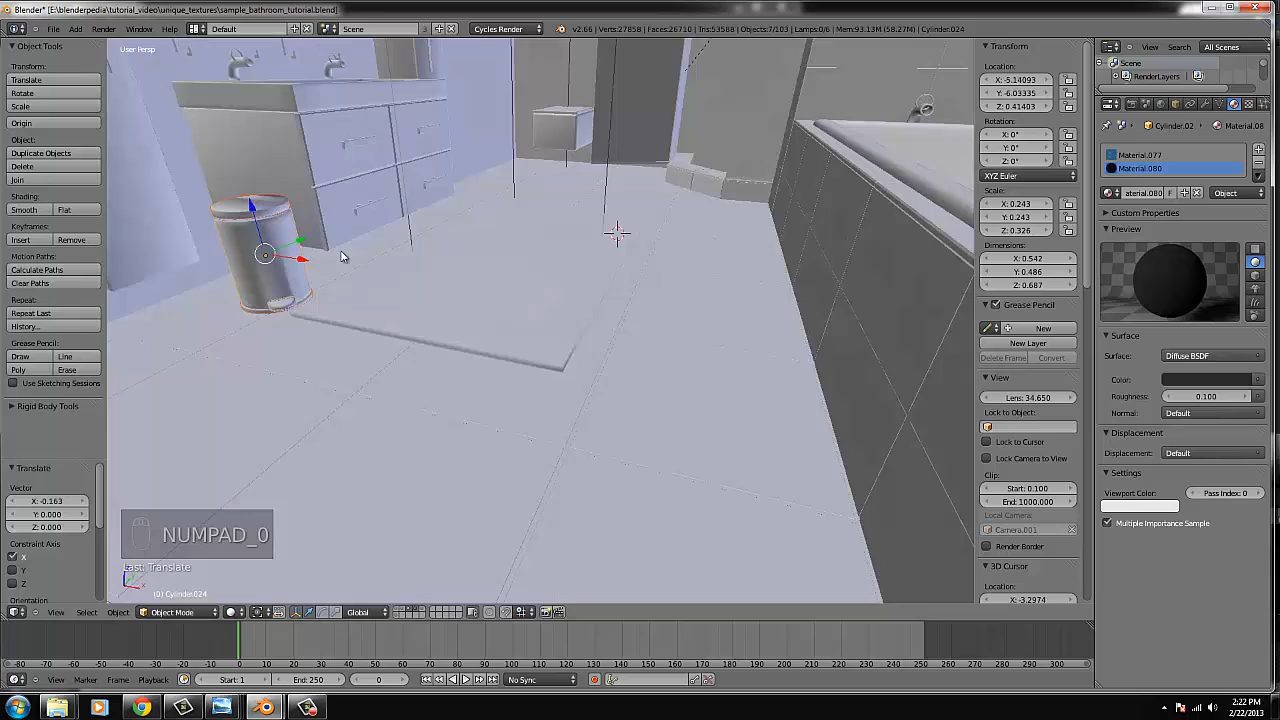 Blender* [E:\blenderpedia\tutorial_video\unique_textures\sample_bathroom_tutorial.blend]
File Add Render Window Help
Default
Scene
Cycles Render
v2.66 | Verts:27858 | Faces:26710 | Objects:7/103 | Lamps:0/6 | Mem:93.13M (58.27M) | Cylinder.024
Object Tools
Transform:
Translate
Rotate
Scale
Origin
Object:
Duplicate Objects
Delete
Join
Shading:
Smooth Flat
Keyframes:
Insert Remove
Motion Paths:
Calculate Paths
Clear Paths
Repeat:
Repeat Last
History...
Grease Pencil:
Draw Line
Poly Erase
Use Sketching Sessions
Rigid Body Tools
Translate
Vector
X: -0.163
Y: 0.000
Z: 0.000
Constraint Axis
X
Y
Z
Orientation
User Persp
NUMPAD_0
Last: Translate
(0) Cylinder024
View Select Object
Object Mode
Global
Transform
Location:
X: -5.14093
Y: -6.03335
Z: 0.41403
Rotation:
X: 0°
Y: 0°
Z: 0°
XYZ Euler
Scale:
X: 0.243
Y: 0.243
Z: 0.326
Dimensions:
X: 0.542
Y: 0.486
Z: 0.687
Grease Pencil
New
New Layer
Delete Frame Convert
View
Lens: 34.650
Lock to Object:
Lock to Cursor
Lock Camera to View
Clip:
Start: 0.100
End: 1000.000
Local Camera:
Camera.001
Render Border
3D Cursor
Location:
X: -3.2974
View Search All Scenes
Scene
RenderLayers
Cylinder.02
Material.08
Material.077
Material.080
aterial.080 F
Object
Custom Properties
Preview
Surface
Surface: Diffuse BSDF
Color:
Roughness: 0.100
Normal: Default
Displacement
Displacement: Default
Settings
Viewport Color: Pass Index: 0
Multiple Importance Sample
-80 -70 -60 -50 -40 -30 -20 -10 0 10 20 30 40 50 60 70 80 90 100 110 120 130 140 150 160 170 180 190 200 210 220 230 240 250 260 270 280 290 300
View Marker Frame Playback
Start: 1
End: 250
0
No Sync
2:22 PM
2/22/2013